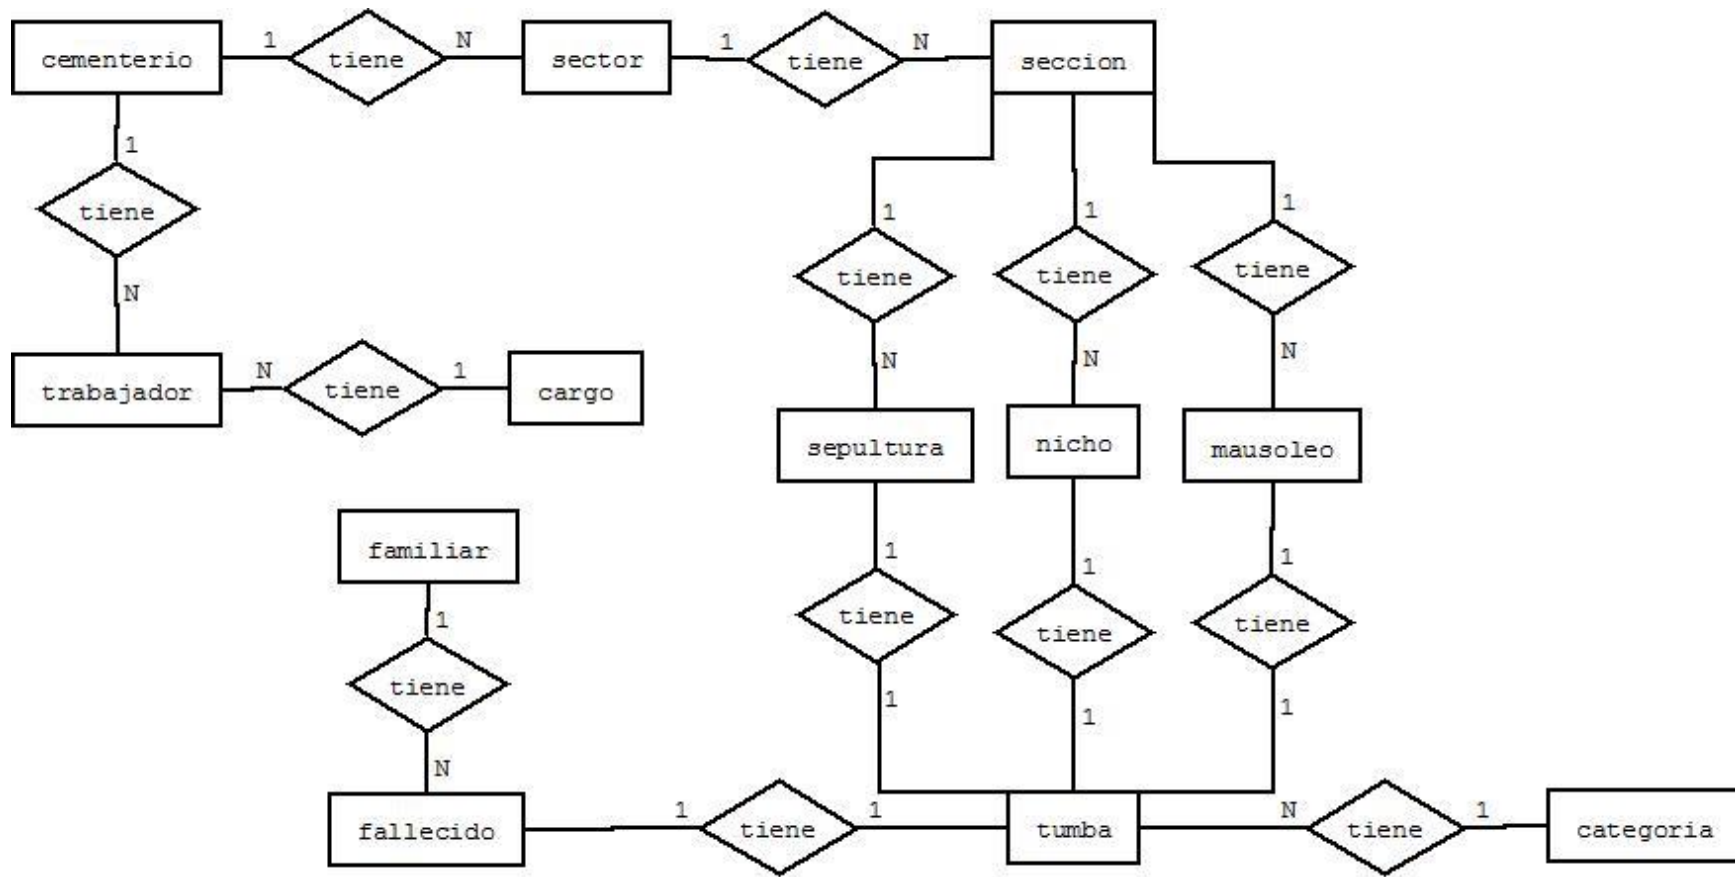 cementerio 1 tiene N sector 1 tiene N seccion
1
tiene
N
trabajador N tiene 1 cargo
1 1 1
tiene tiene tiene
N N N
sepultura nicho mausoleo
1 1 1
tiene tiene tiene
1 1 1
familiar
1
tiene
N
fallecido 1 tiene 1 tumba N tiene 1 categoria